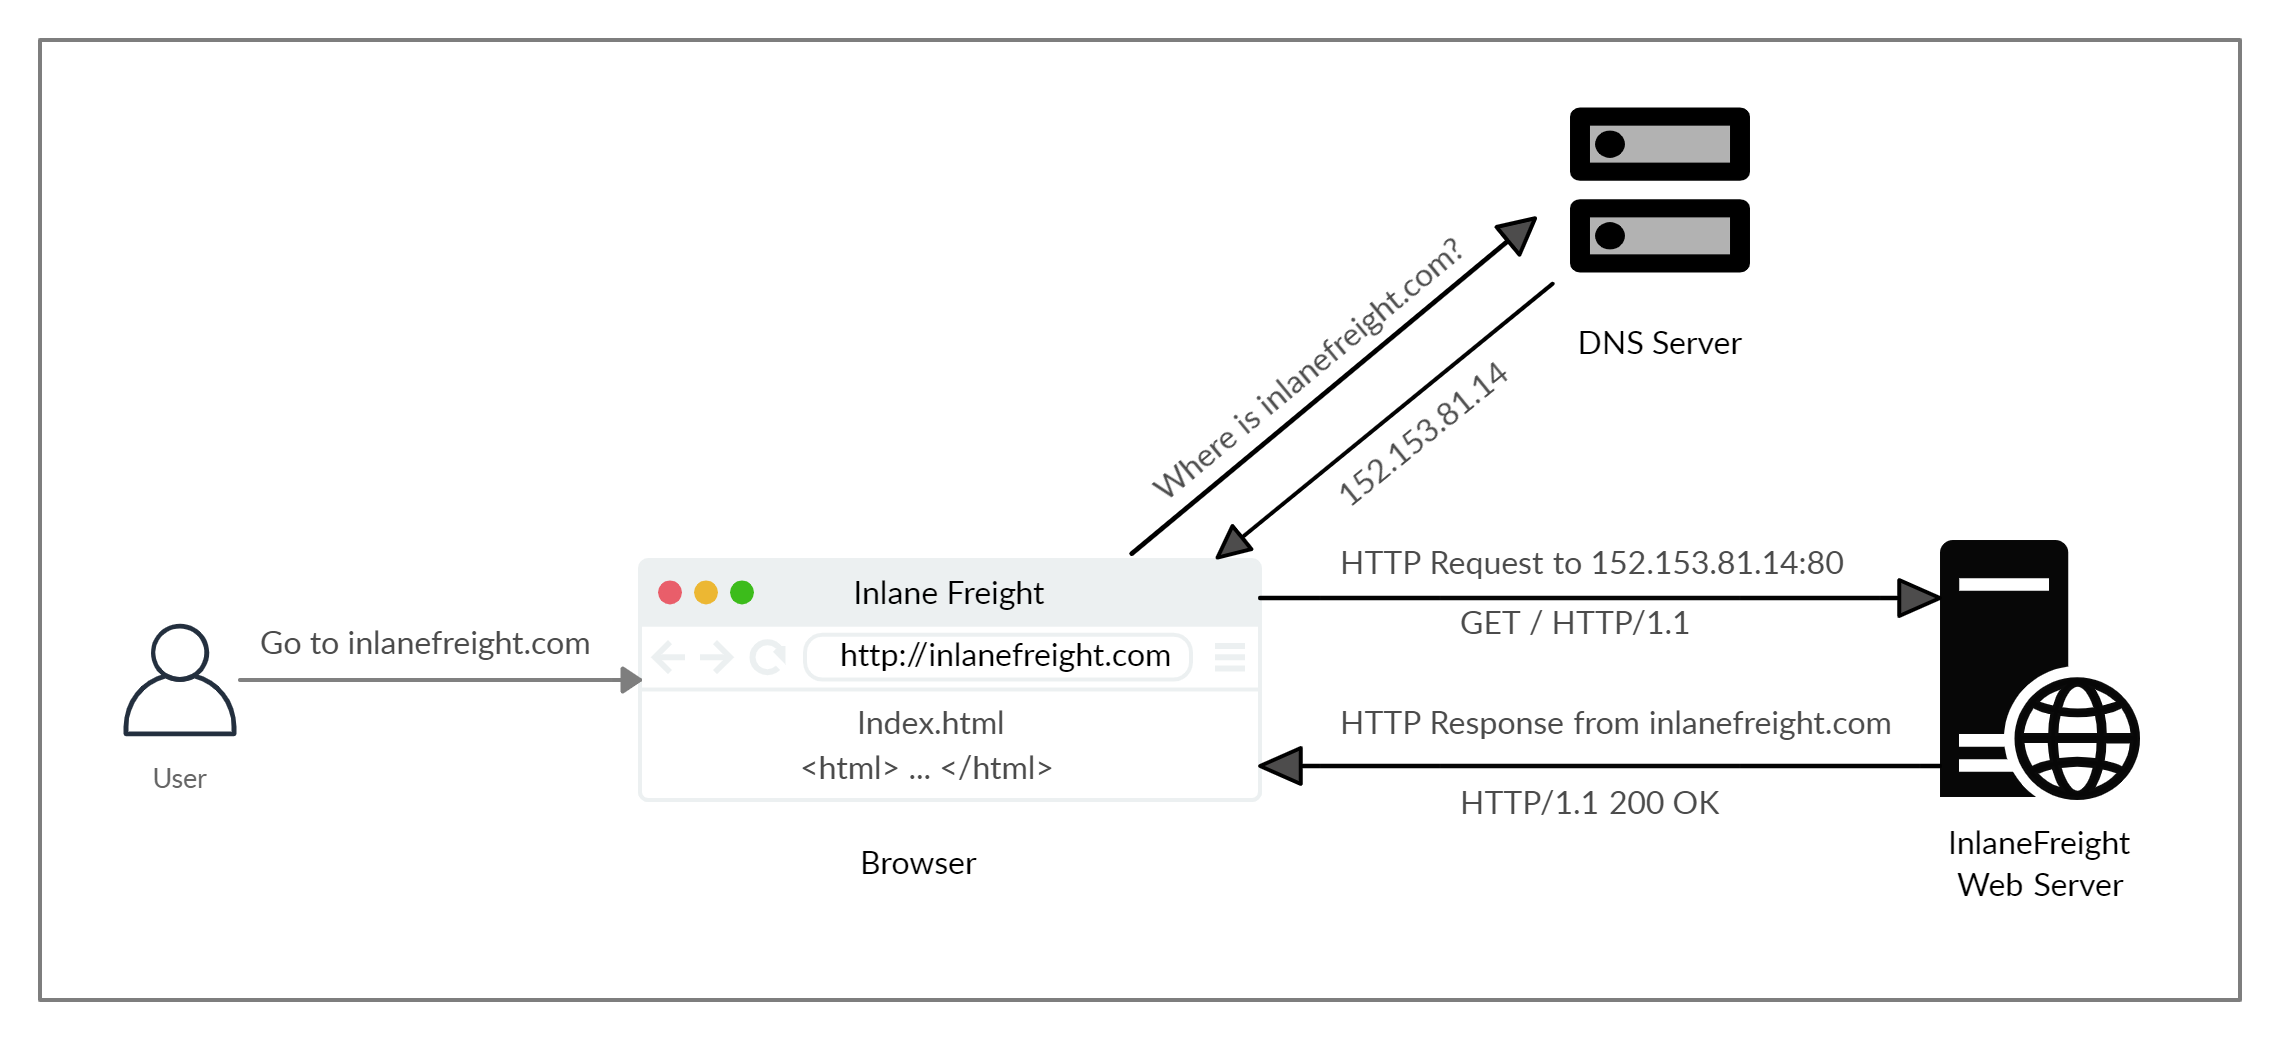 Where is inlanefreight.com?
DNS Server
152.153.81.14
Go to inlanefreight.com
User
Inlane Freight
http://inlanefreight.com
Index.html
<html> ... </html>
Browser
HTTP Request to 152.153.81.14:80
GET / HTTP/1.1
HTTP Response from inlanefreight.com
HTTP/1.1 200 OK
InlaneFreight
Web Server